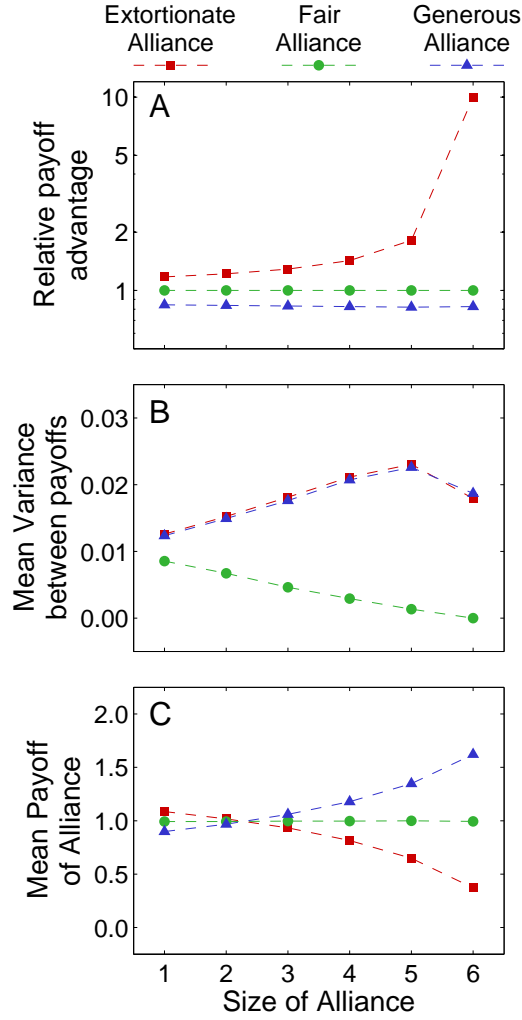 Extortionate Alliance
Fair Alliance
Generous Alliance
A
Relative payoff advantage
10
5
2
1
B
Mean Variance between payoffs
0.03
0.02
0.01
0.00
C
Mean Payoff of Alliance
2.0
1.5
1.0
0.5
0.0
1 2 3 4 5 6
Size of Alliance